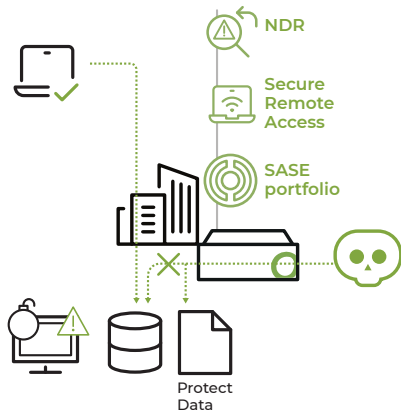 NDR
Secure
Remote
Access
SASE
portfolio
Protect
Data